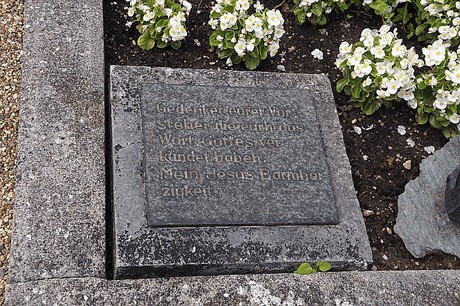 Gedenket eurer Vor-
steher die euch das
Wort Gottes ver-
kündet haben.
Mein Jesus Barmher-
zigkeit.